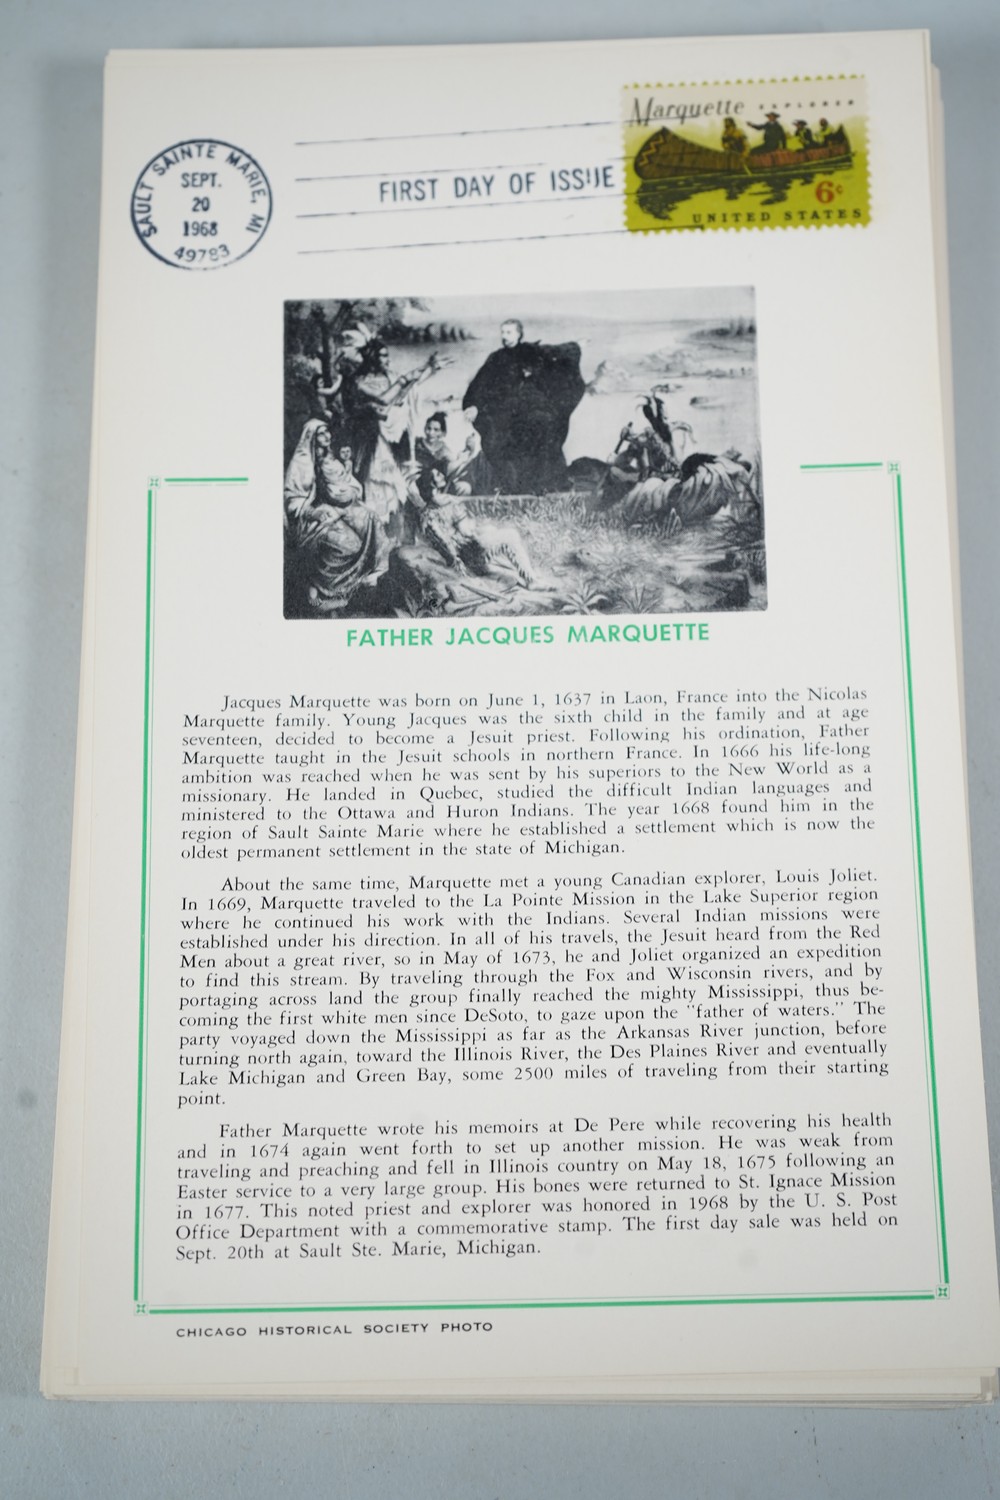 Marquette EXPLORER
6¢
UNITED STATES
SAULT SAINTE MARIE, MI
SEPT.
20
1968
49783
FIRST DAY OF ISSUE
FATHER JACQUES MARQUETTE
Jacques Marquette was born on June 1, 1637 in Laon, France into the Nicolas
Marquette family. Young Jacques was the sixth child in the family and at age
seventeen, decided to become a Jesuit priest. Following his ordination, Father
Marquette taught in the Jesuit schools in northern France. In 1666 his life-long
ambition was reached when he was sent by his superiors to the New World as a
missionary. He landed in Quebec, studied the difficult Indian languages and
ministered to the Ottawa and Huron Indians. The year 1668 found him in the
region of Sault Sainte Marie where he established a settlement which is now the
oldest permanent settlement in the state of Michigan.
About the same time, Marquette met a young Canadian explorer, Louis Joliet.
In 1669, Marquette traveled to the La Pointe Mission in the Lake Superior region
where he continued his work with the Indians. Several Indian missions were
established under his direction. In all of his travels, the Jesuit heard from the Red
Men about a great river, so in May of 1673, he and Joliet organized an expedition
to find this stream. By traveling through the Fox and Wisconsin rivers, and by
portaging across land the group finally reached the mighty Mississippi, thus be-
coming the first white men since DeSoto, to gaze upon the "father of waters." The
party voyaged down the Mississippi as far as the Arkansas River junction, before
turning north again, toward the Illinois River, the Des Plaines River and eventually
Lake Michigan and Green Bay, some 2500 miles of traveling from their starting
point.
Father Marquette wrote his memoirs at De Pere while recovering his health
and in 1674 again went forth to set up another mission. He was weak from
traveling and preaching and fell in Illinois country on May 18, 1675 following an
Easter service to a very large group. His bones were returned to St. Ignace Mission
in 1677. This noted priest and explorer was honored in 1968 by the U. S. Post
Office Department with a commemorative stamp. The first day sale was held on
Sept. 20th at Sault Ste. Marie, Michigan.
CHICAGO HISTORICAL SOCIETY PHOTO